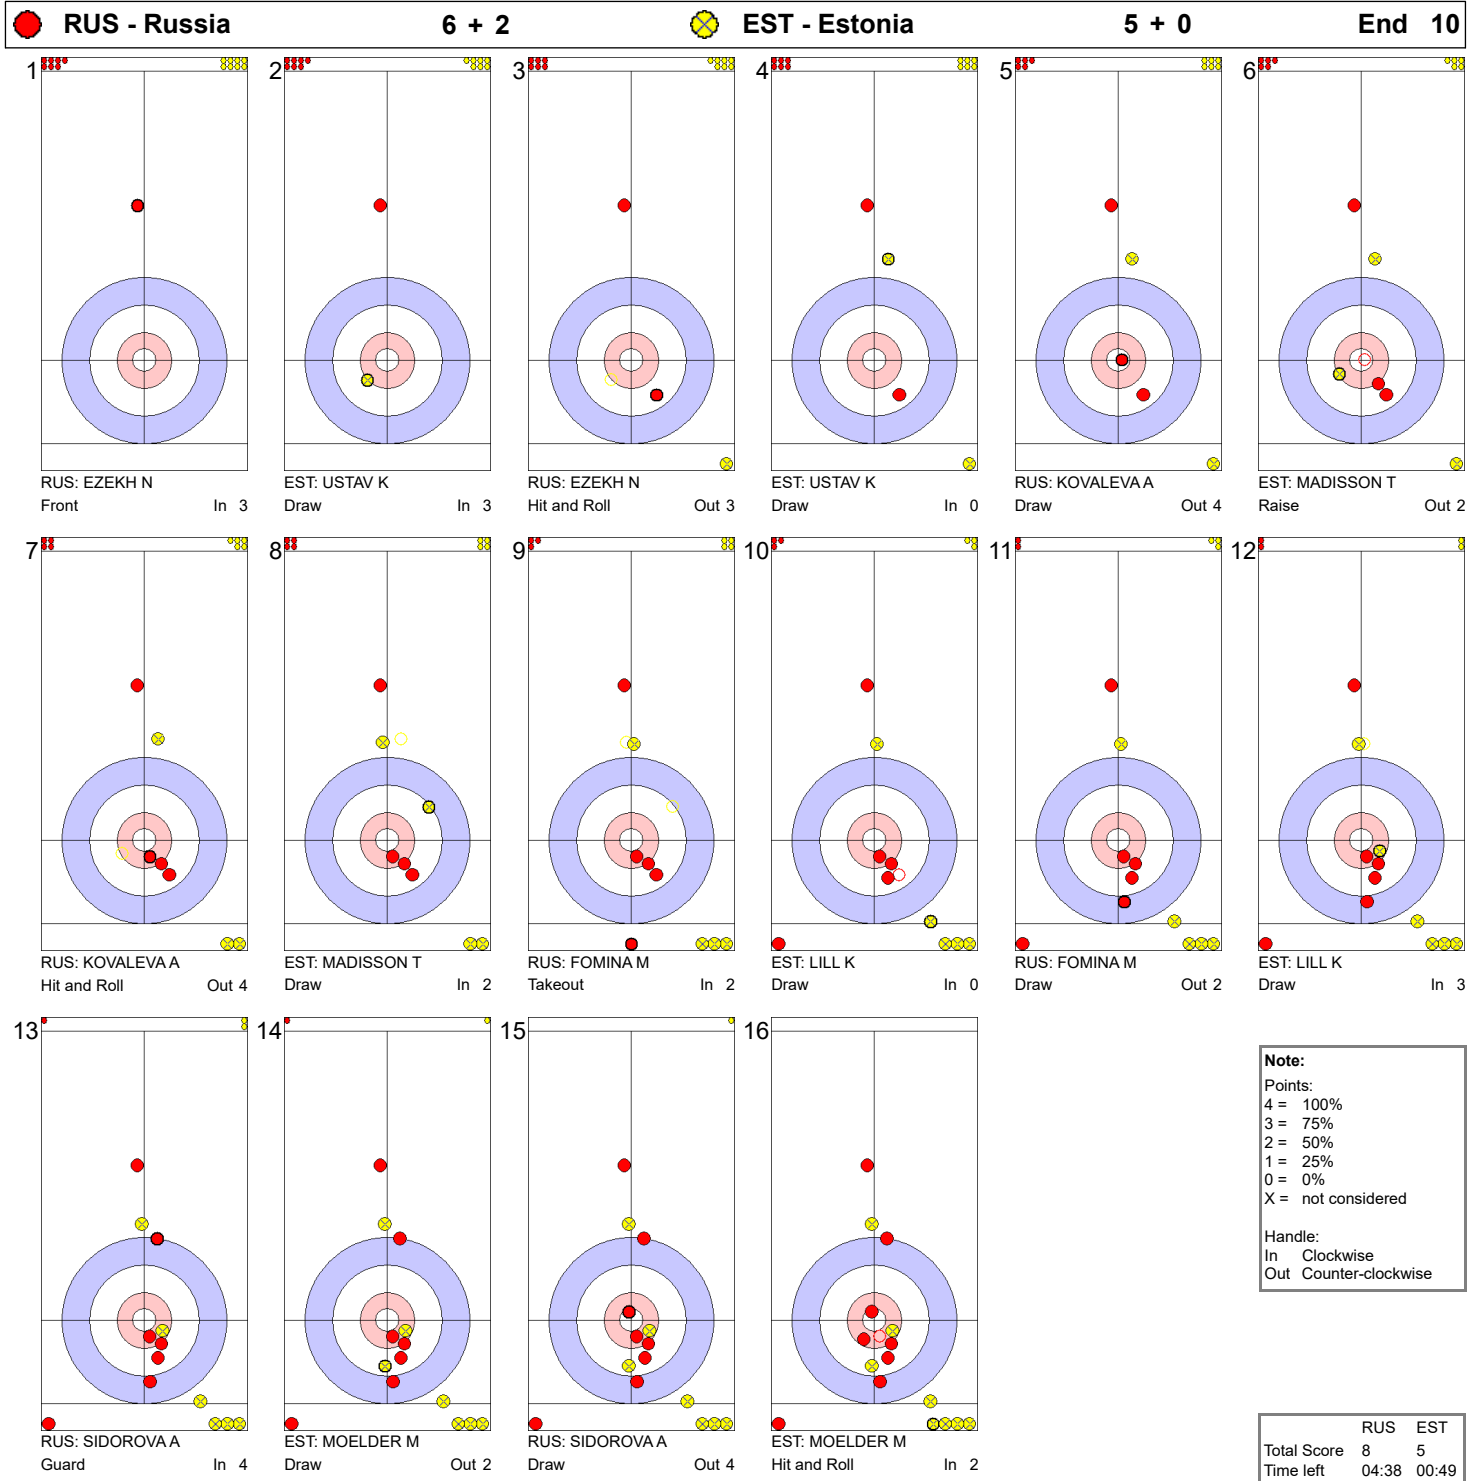 RUS - Russia 6 + 2 EST - Estonia 5 + 0 End 10
1 2 3 4 5 6
RUS: EZEKH N EST: USTAV K RUS: EZEKH N EST: USTAV K RUS: KOVALEVA A EST: MADISSON T
Front In 3 Draw In 3 Hit and Roll Out 3 Draw In 0 Draw Out 4 Raise Out 2
7 8 9 10 11 12
RUS: KOVALEVA A EST: MADISSON T RUS: FOMINA M EST: LILL K RUS: FOMINA M EST: LILL K
Hit and Roll Out 4 Draw In 2 Takeout In 2 Draw In 0 Draw Out 2 Draw In 3
13 14 15 16
RUS: SIDOROVA A EST: MOELDER M RUS: SIDOROVA A EST: MOELDER M
Guard In 4 Draw Out 2 Draw Out 4 Hit and Roll In 2
Note:
Points:
4 = 100%
3 = 75%
2 = 50%
1 = 25%
0 = 0%
X = not considered
Handle:
In Clockwise
Out Counter-clockwise
RUS EST
Total Score 8 5
Time left 04:38 00:49